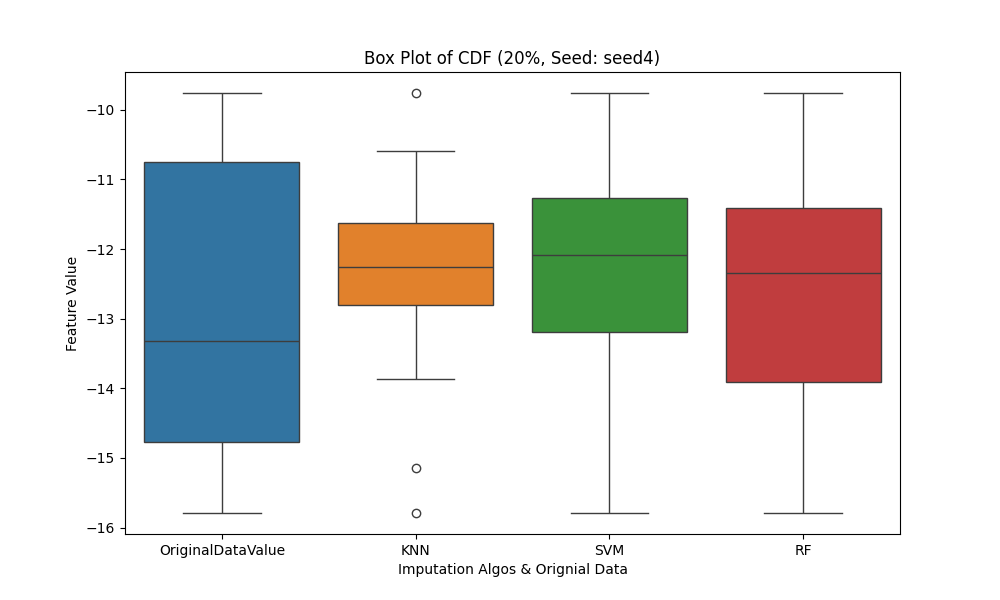 Box Plot of CDF (20%, Seed: seed4)
Feature Value
−10
−11
−12
−13
−14
−15
−16
OriginalDataValue
KNN
SVM
RF
Imputation Algos & Orignial Data